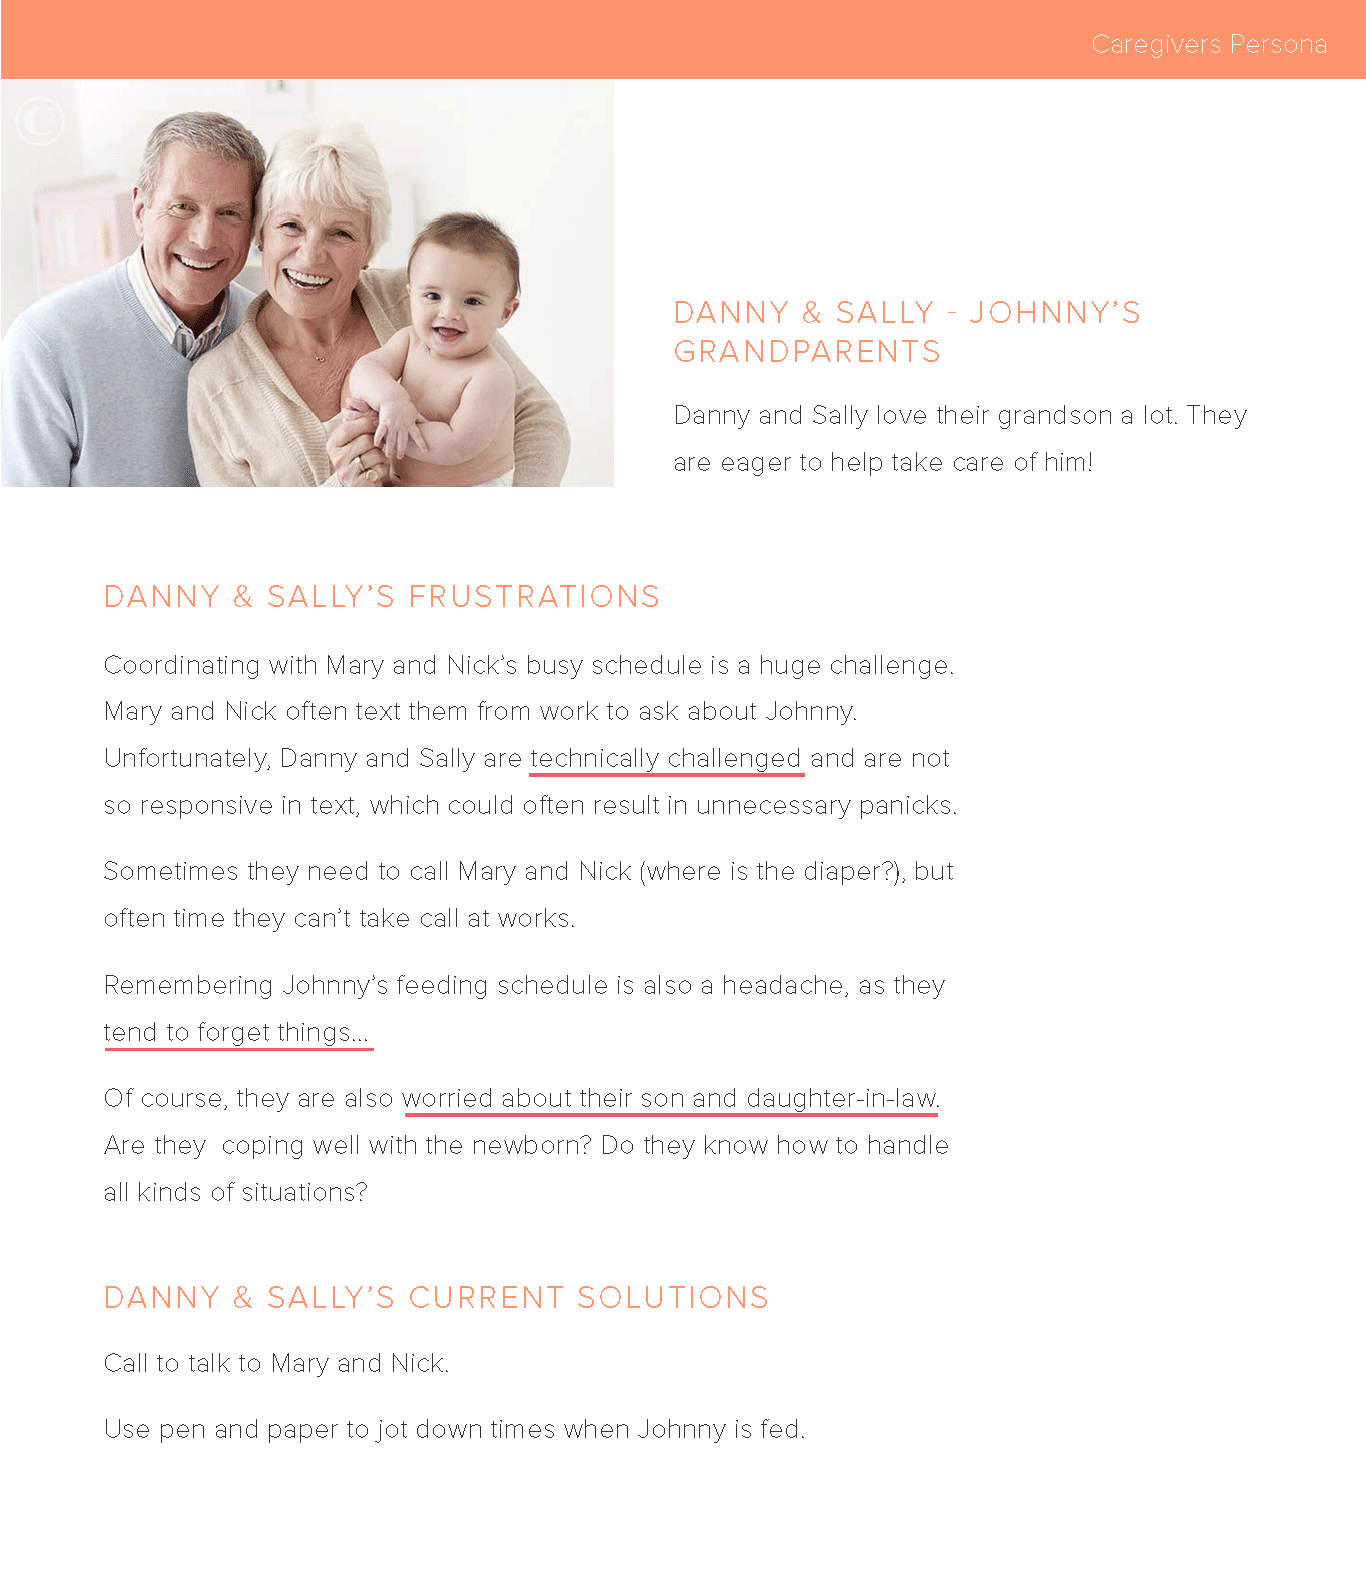 Caregivers Persona
©
DANNY & SALLY - JOHNNY’S
GRANDPARENTS
Danny and Sally love their grandson a lot. They
are eager to help take care of him!
DANNY & SALLY’S FRUSTRATIONS
Coordinating with Mary and Nick’s busy schedule is a huge challenge.
Mary and Nick often text them from work to ask about Johnny.
Unfortunately, Danny and Sally are technically challenged and are not
so responsive in text, which could often result in unnecessary panicks.
Sometimes they need to call Mary and Nick (where is the diaper?), but
often time they can’t take call at works.
Remembering Johnny’s feeding schedule is also a headache, as they
tend to forget things...
Of course, they are also worried about their son and daughter-in-law.
Are they  coping well with the newborn? Do they know how to handle
all kinds of situations?
DANNY & SALLY’S CURRENT SOLUTIONS
Call to talk to Mary and Nick.
Use pen and paper to jot down times when Johnny is fed.